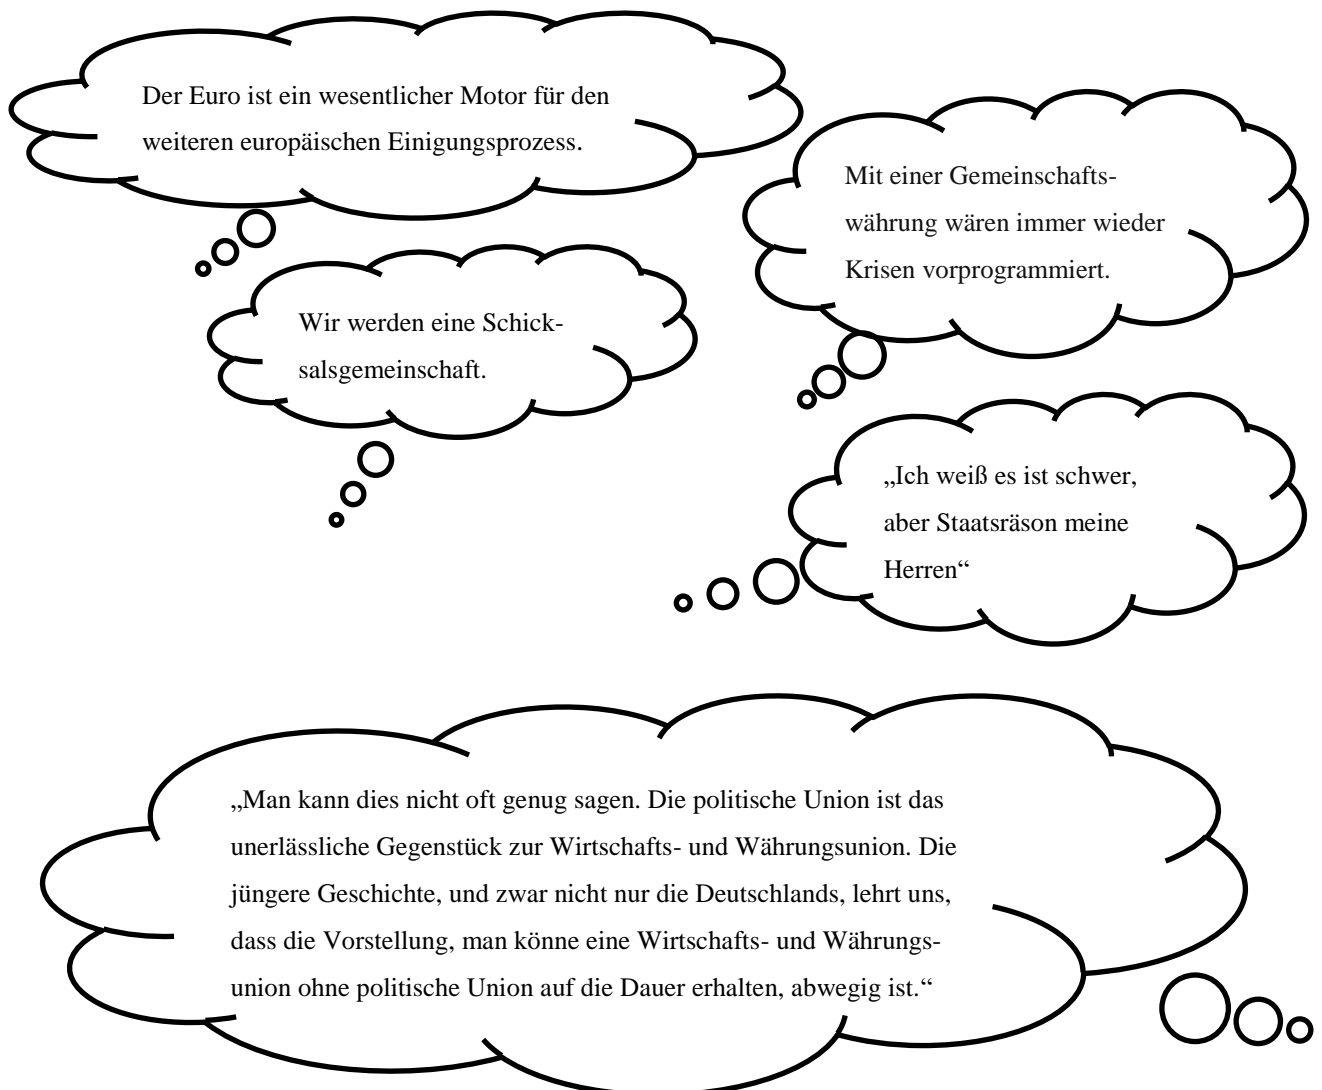 Der Euro ist ein wesentlicher Motor für den
weiteren europäischen Einigungsprozess.
Mit einer Gemeinschafts-
währung wären immer wieder
Krisen vorprogrammiert.
Wir werden eine Schick-
salsgemeinschaft.
„Ich weiß es ist schwer,
aber Staatsräson meine
Herren“
„Man kann dies nicht oft genug sagen. Die politische Union ist das
unerlässliche Gegenstück zur Wirtschafts- und Währungsunion. Die
jüngere Geschichte, und zwar nicht nur die Deutschlands, lehrt uns,
dass die Vorstellung, man könne eine Wirtschafts- und Währungs-
union ohne politische Union auf die Dauer erhalten, abwegig ist.“